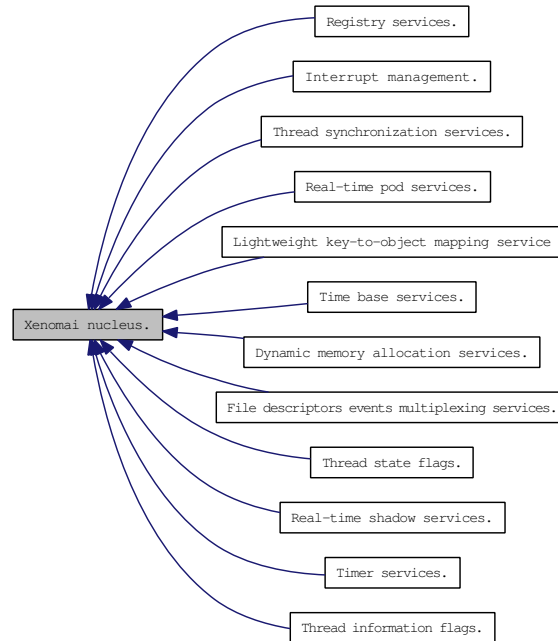 Registry services.
Interrupt management.
Thread synchronization services.
Real-time pod services.
Lightweight key-to-object mapping service
Time base services.
Xenomai nucleus.
Dynamic memory allocation services.
File descriptors events multiplexing services.
Thread state flags.
Real-time shadow services.
Timer services.
Thread information flags.